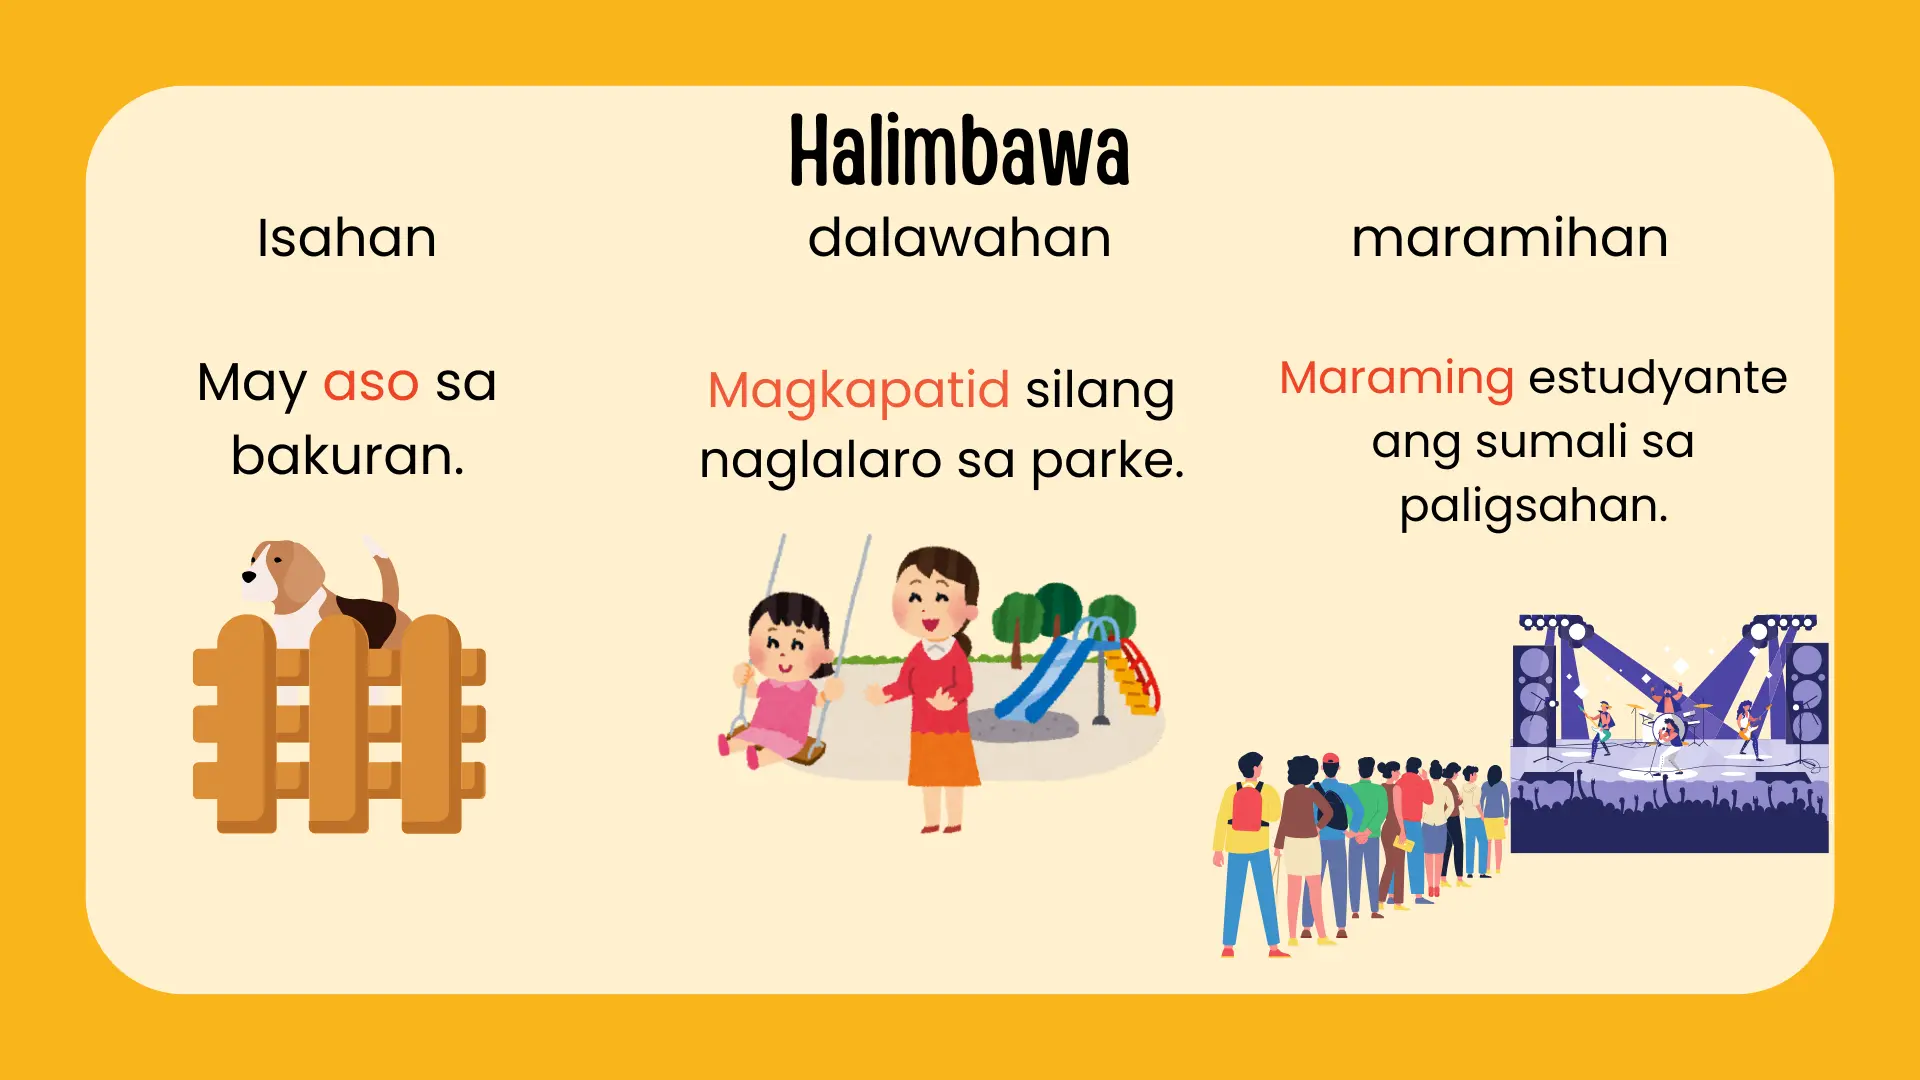 Halimbawa
Isahan
May aso sa
bakuran.
dalawahan
Magkapatid silang
naglalaro sa parke.
maramihan
Maraming estudyante
ang sumali sa
paligsahan.